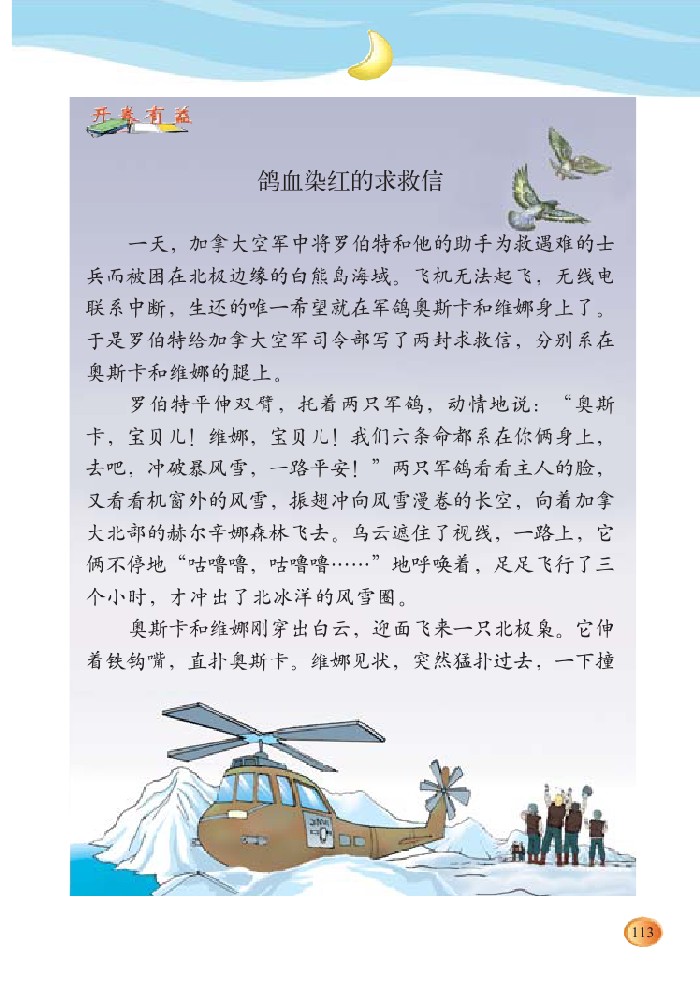 开卷有益
鸽血染红的求救信
一天，加拿大空军中将罗伯特和他的助手为救遇难的士
兵而被困在北极边缘的白熊岛海域。飞机无法起飞，无线电
联系中断，生还的唯一希望就在军鸽奥斯卡和维娜身上了。
于是罗伯特给加拿大空军司令部写了两封求救信，分别系在
奥斯卡和维娜的腿上。
罗伯特平伸双臂，托着两只军鸽，动情地说：“奥斯
卡，宝贝儿！维娜，宝贝儿！我们六条命都系在你俩身上，
去吧，冲破暴风雪，一路平安！”两只军鸽看看主人的脸，
又看看机窗外的风雪，振翅冲向风雪漫卷的长空，向着加拿
大北部的赫尔辛娜森林飞去。乌云遮住了视线，一路上，它
俩不停地“咕噜噜，咕噜噜……”地呼唤着，足足飞行了三
个小时，才冲出了北冰洋的风雪圈。
奥斯卡和维娜刚穿出白云，迎面飞来一只北极枭。它伸
着铁钩嘴，直扑奥斯卡。维娜见状，突然猛扑过去，一下撞
113